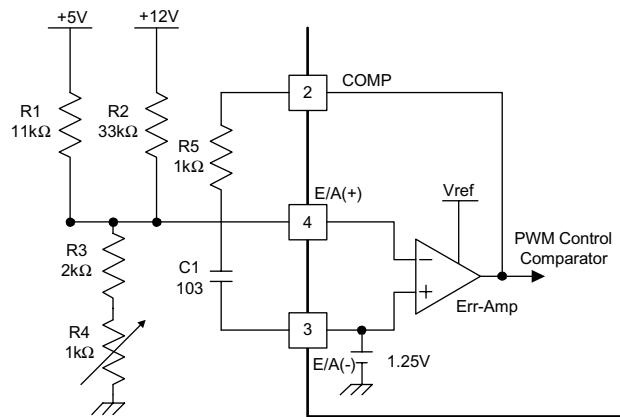 +5V
+12V
2
COMP
R1
11kΩ
R2
33kΩ
R5
1kΩ
E/A(+)
4
Vref
PWM Control
Comparator
R3
2kΩ
C1
103
−
+
Err-Amp
R4
1kΩ
3
E/A(-)
1.25V